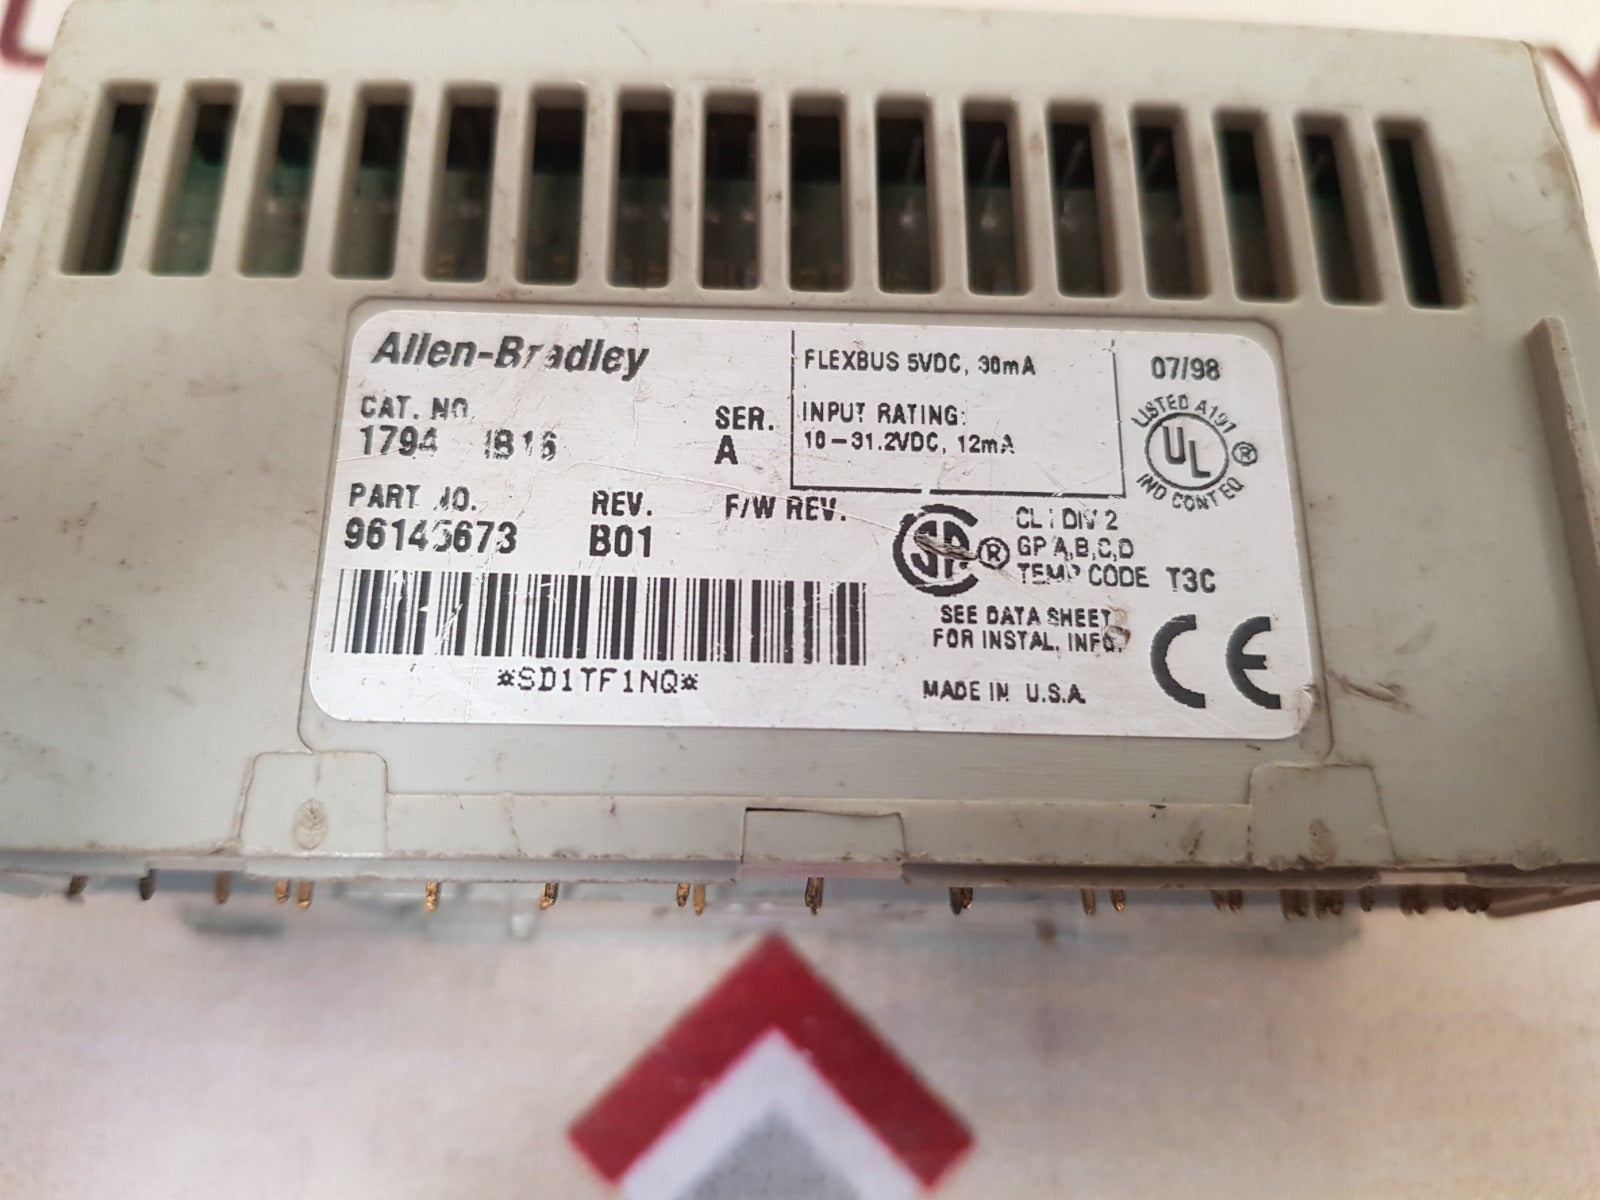 Allen-Bradley
CAT. NO.
1794 IB16
SER.
A
PART NO.
96145673
REV.
B01
F/W REV.
*SD1TF1NQ*
FLEXBUS 5VDC, 30mA
INPUT RATING:
10-31.2VDC, 12mA
07/98
LISTED A191
UL ®
IND CONT EQ
SA ®
CL I DIV 2
GP A,B,C,D
TEMP CODE T3C
SEE DATA SHEET
FOR INSTAL. INFO.
MADE IN U.S.A.
CE